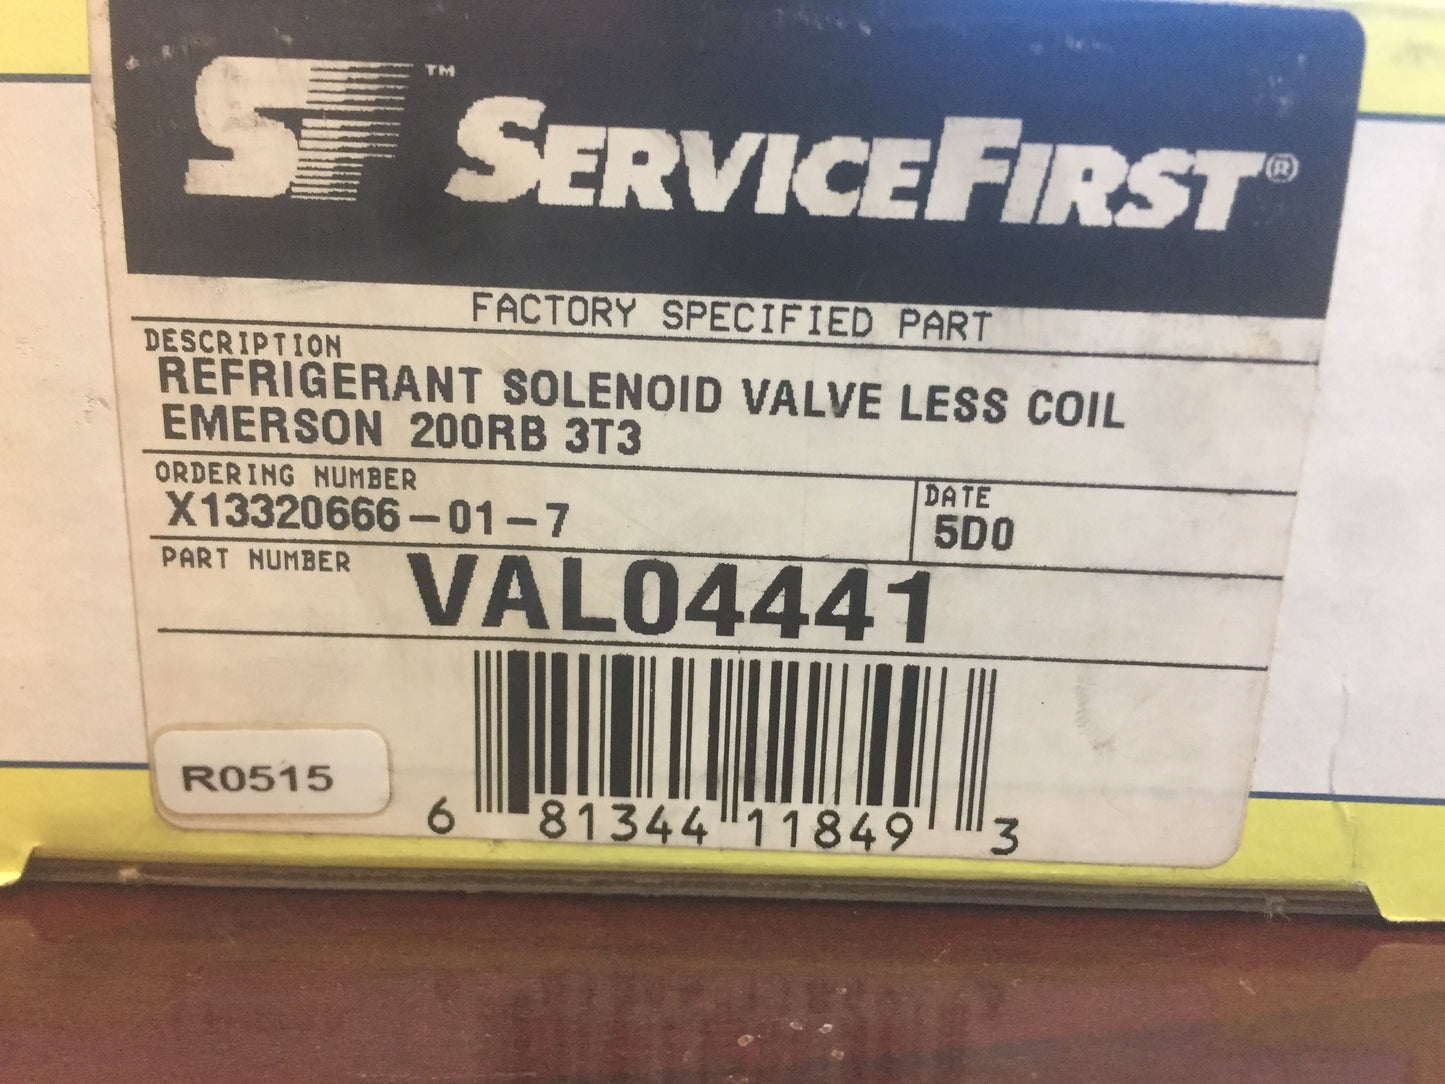 SF™ SERVICEFIRST®
FACTORY SPECIFIED PART
DESCRIPTION
REFRIGERANT SOLENOID VALVE LESS COIL
EMERSON 200RB 3T3
ORDERING NUMBER
X13320666-01-7
DATE
5D0
PART NUMBER
VAL04441
R0515
6 81344 11849 3